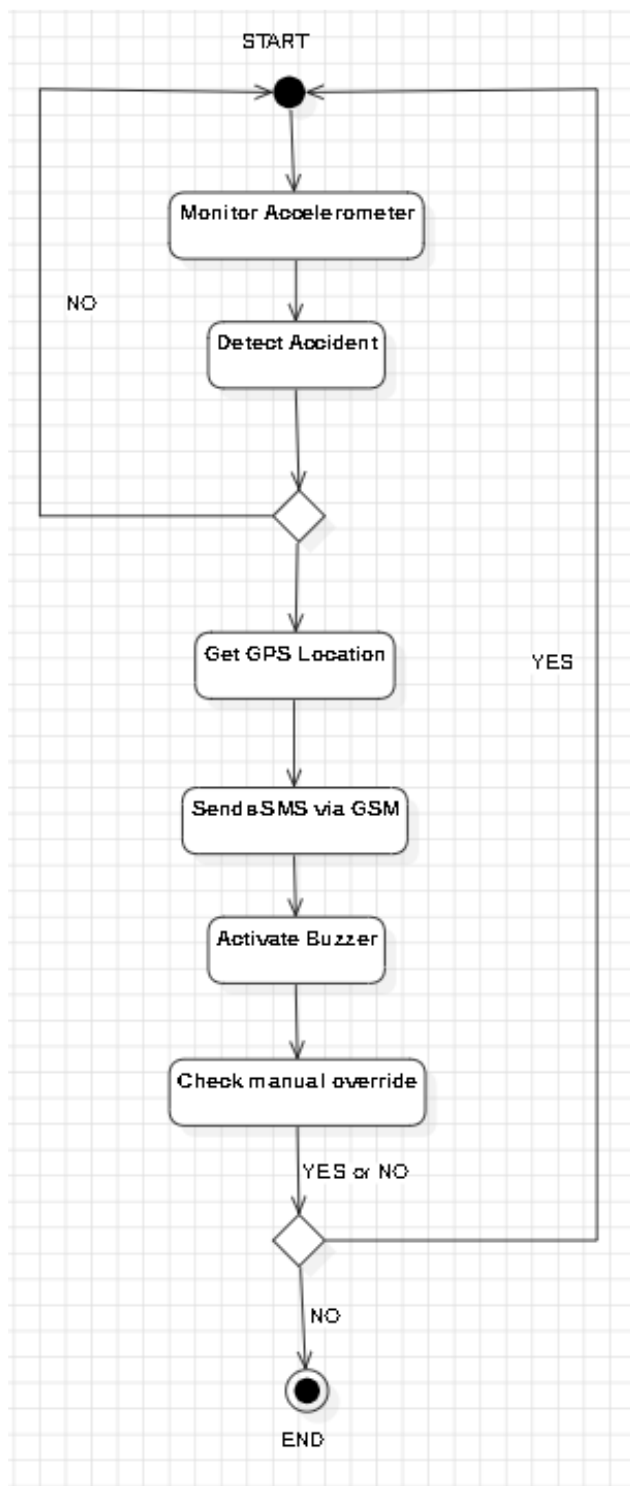 START
Monitor Accelerometer
NO
Detect Accident
Get GPS Location
YES
Sends SMS via GSM
Activate Buzzer
Check manual override
YES or NO
NO
END